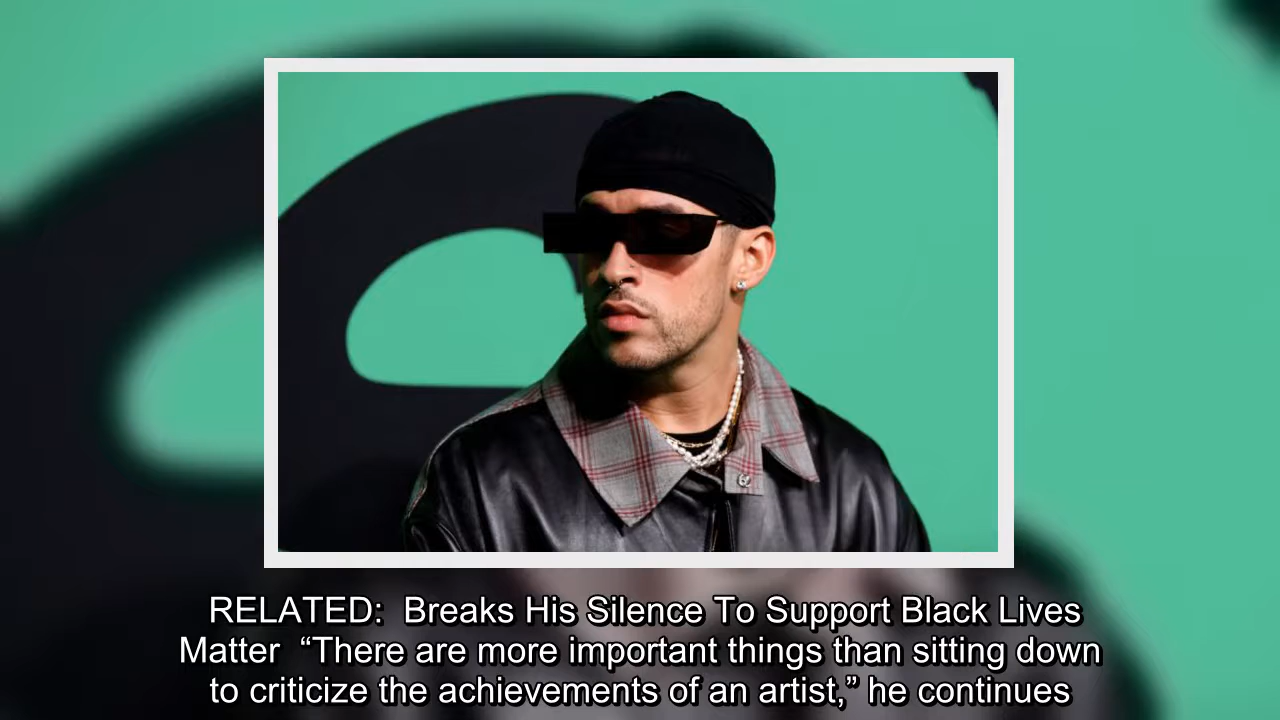 RELATED:  Breaks His Silence To Support Black Lives
Matter  “There are more important things than sitting down
to criticize the achievements of an artist,” he continues